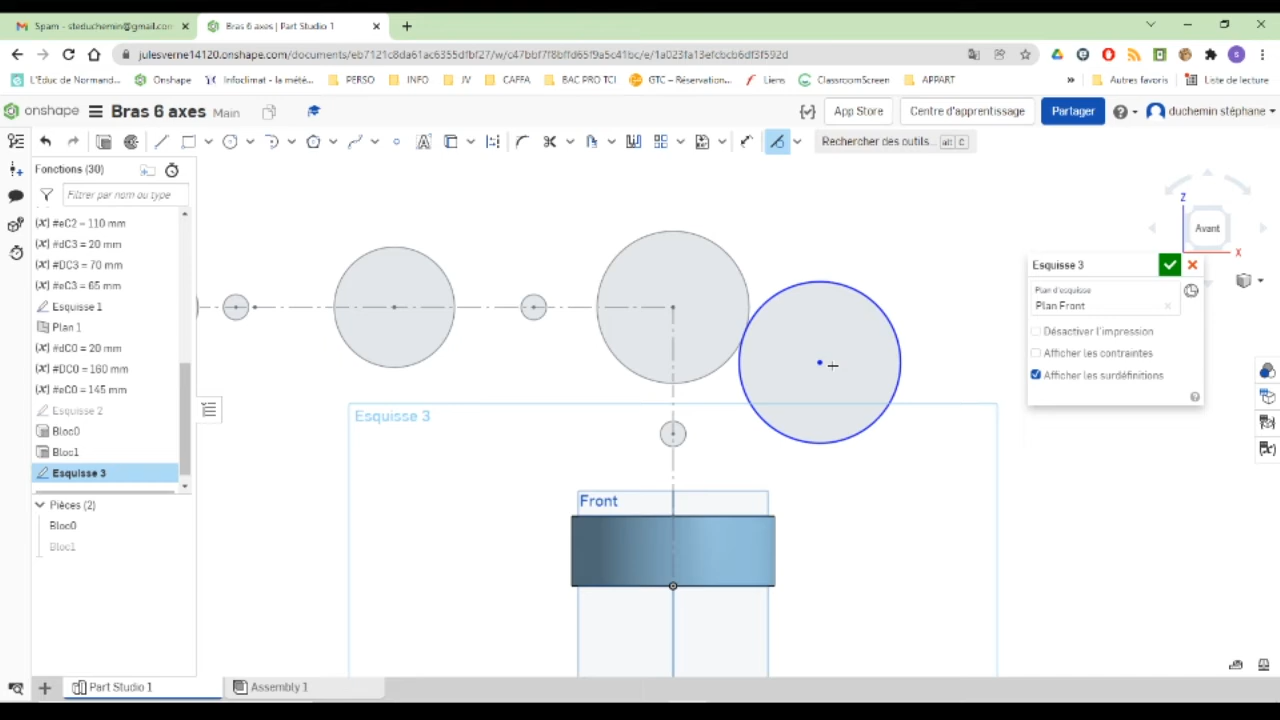 Spam - steduchemin@gmail.con
Bras 6 axes | Part Studio 1
julesverne14120.onshape.com/documents/eb7121c8da61ac6355dfbf27/w/c47bbf7f8bffd65f9a5c41bc/e/1a023fa13efcbcb6df3f592d
L'Educ de Normand... Onshape Infoclimat - la mété... PERSO INFO JV CAFFA BAC PRO TCI GTC – Réservation... Liens ClassroomScreen APPART » Autres favoris Liste de lecture
onshape Bras 6 axes Main App Store Centre d'apprentissage Partager duchemin stéphane
Rechercher des outils... alt C
Fonctions (30)
Filtrer par nom ou type
(x) #eC2 = 110 mm
(x) #dC3 = 20 mm
(x) #DC3 = 70 mm
(x) #eC3 = 65 mm
Esquisse 1
Plan 1
(x) #dC0 = 20 mm
(x) #DC0 = 160 mm
(x) #eC0 = 145 mm
Esquisse 2
Bloc0
Bloc1
Esquisse 3
Pièces (2)
Bloc0
Bloc1
Esquisse 3
Front
Z
Avant
X
Esquisse 3
Plan d'esquisse
Plan Front
Désactiver l'impression
Afficher les contraintes
Afficher les surdéfinitions
Part Studio 1
Assembly 1